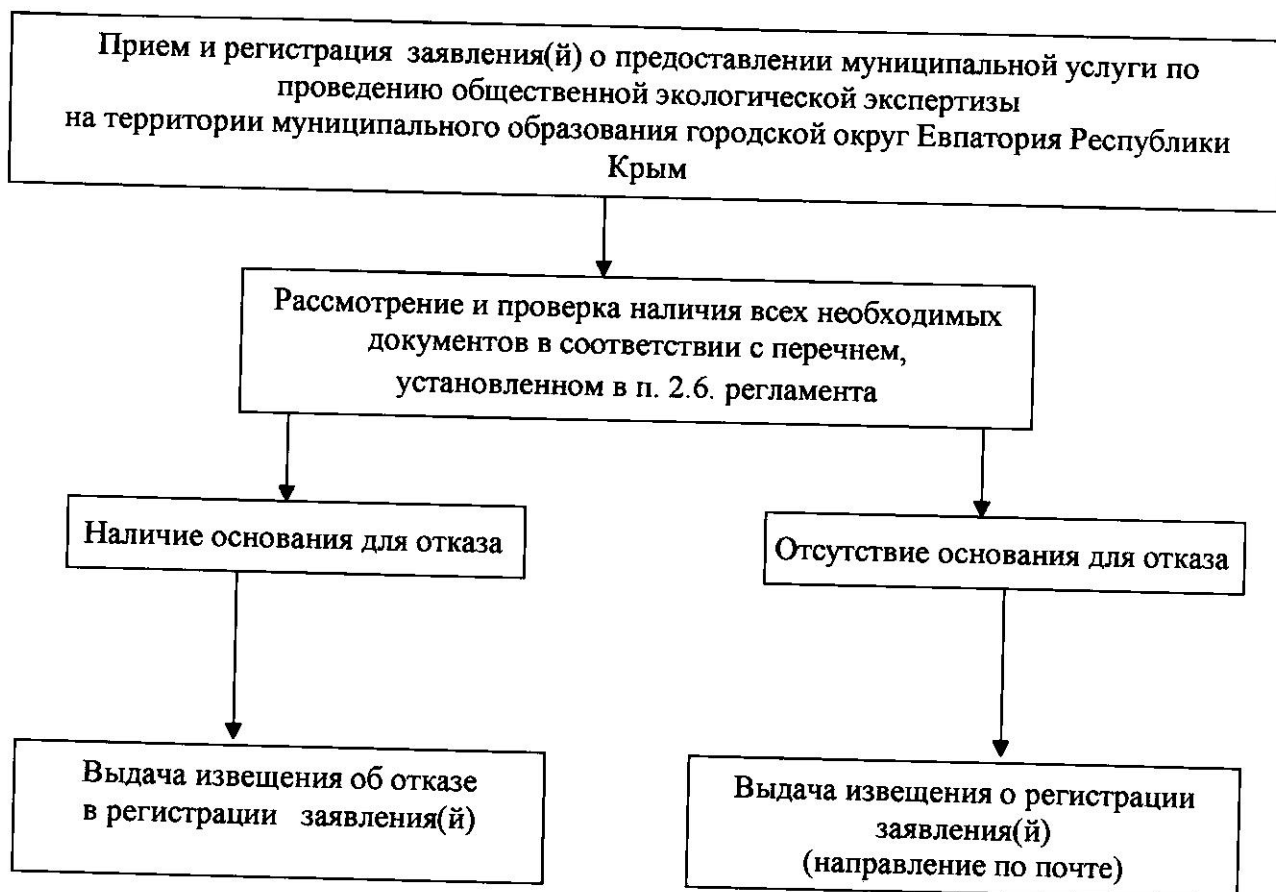 Прием и регистрация заявления(й) о предоставлении муниципальной услуги по
проведению общественной экологической экспертизы
на территории муниципального образования городской округ Евпатория Республики
Крым
Рассмотрение и проверка наличия всех необходимых
документов в соответствии с перечнем,
установленном в п. 2.6. регламента
Наличие основания для отказа
Отсутствие основания для отказа
Выдача извещения об отказе
в регистрации заявления(й)
Выдача извещения о регистрации
заявления(й)
(направление по почте)